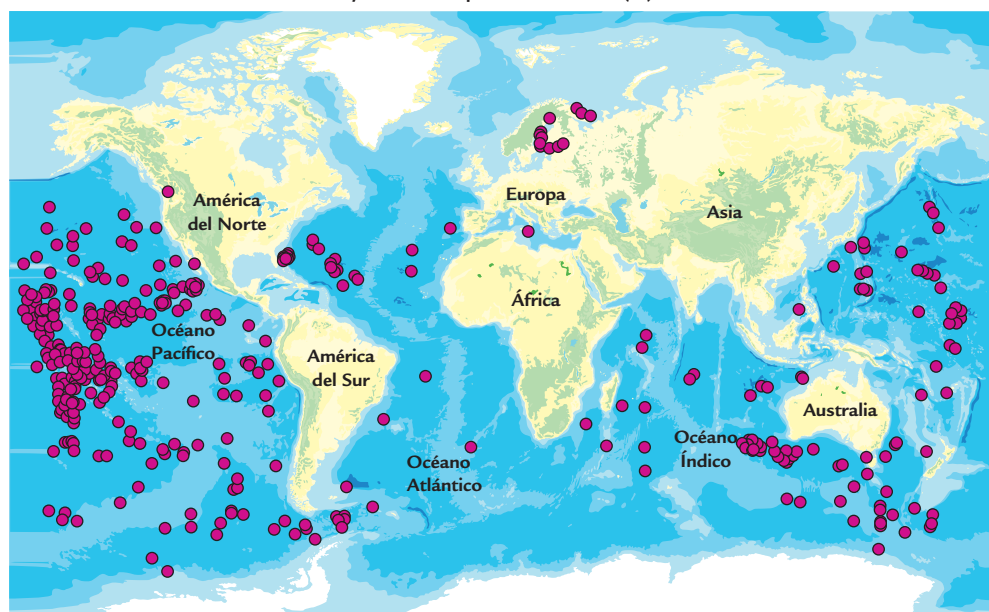 América
del Norte
Europa
Asia
África
Océano
Pacífico
América
del Sur
Australia
Océano
Índico
Océano
Atlántico